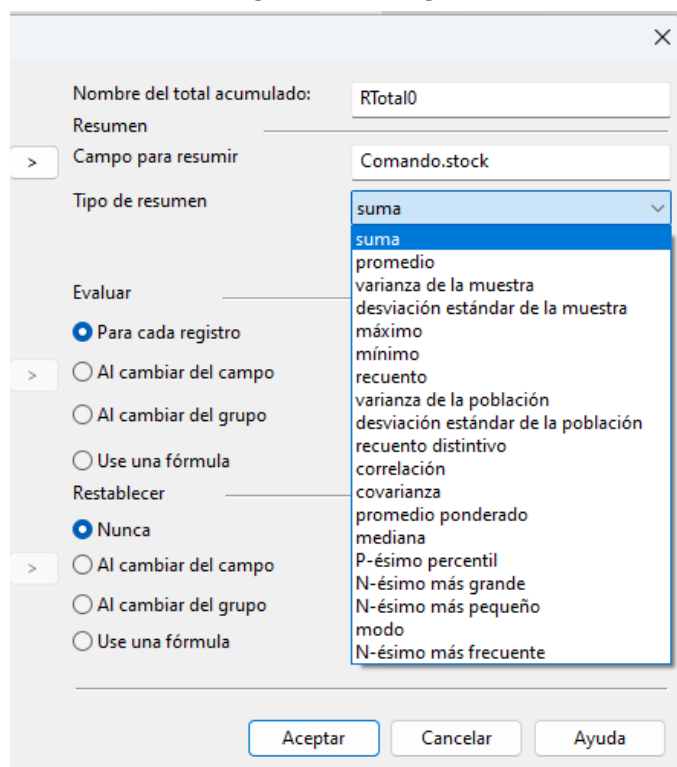 Nombre del total acumulado: RTotal0
Resumen
> Campo para resumir Comando.stock
Tipo de resumen suma
suma
promedio
varianza de la muestra
Evaluar
desviación estándar de la muestra
Para cada registro máximo
mínimo
> Al cambiar del campo recuento
varianza de la población
Al cambiar del grupo desviación estándar de la población
recuento distintivo
Use una fórmula correlación
Restablecer covarianza
promedio ponderado
Nunca mediana
> Al cambiar del campo P-ésimo percentil
N-ésimo más grande
Al cambiar del grupo N-ésimo más pequeño
modo
Use una fórmula N-ésimo más frecuente
Aceptar Cancelar Ayuda